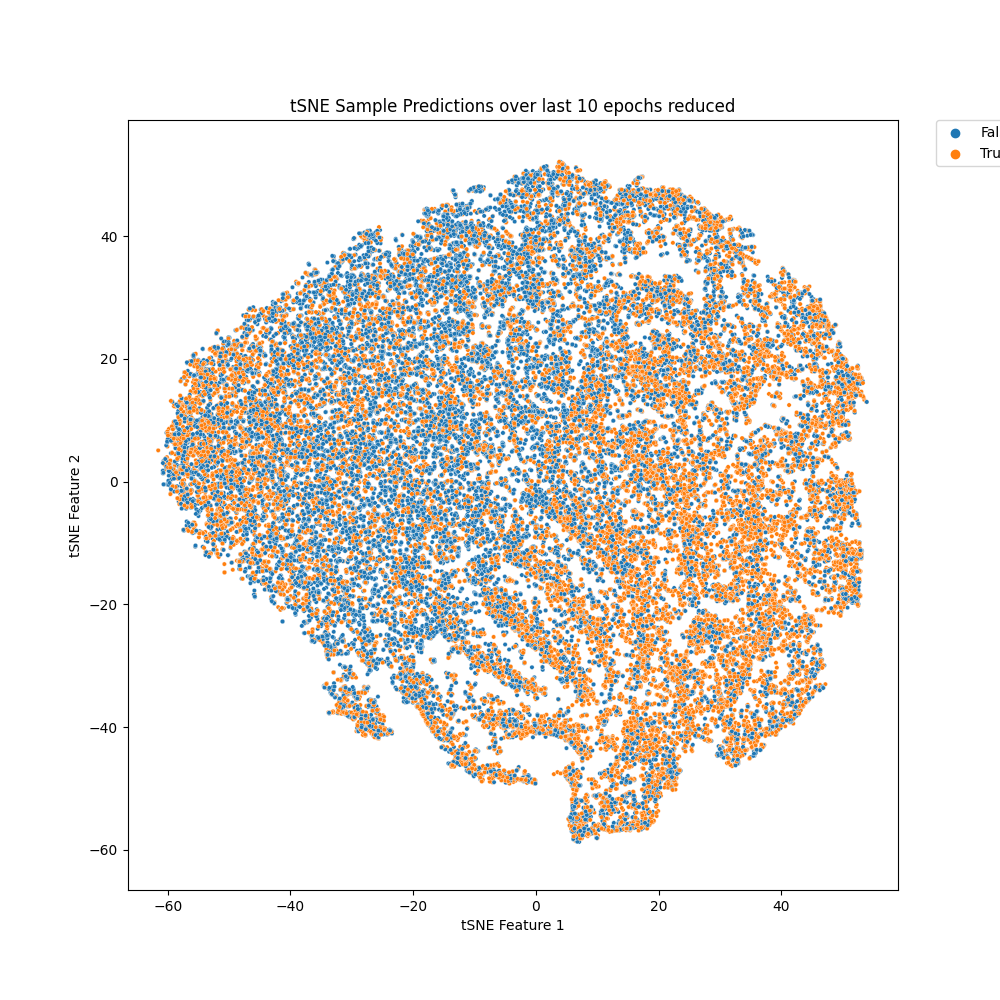 tSNE Sample Predictions over last 10 epochs reduced
Fal
Tru
40
20
0
−20
−40
−60
tSNE Feature 2
−60 −40 −20 0 20 40
tSNE Feature 1